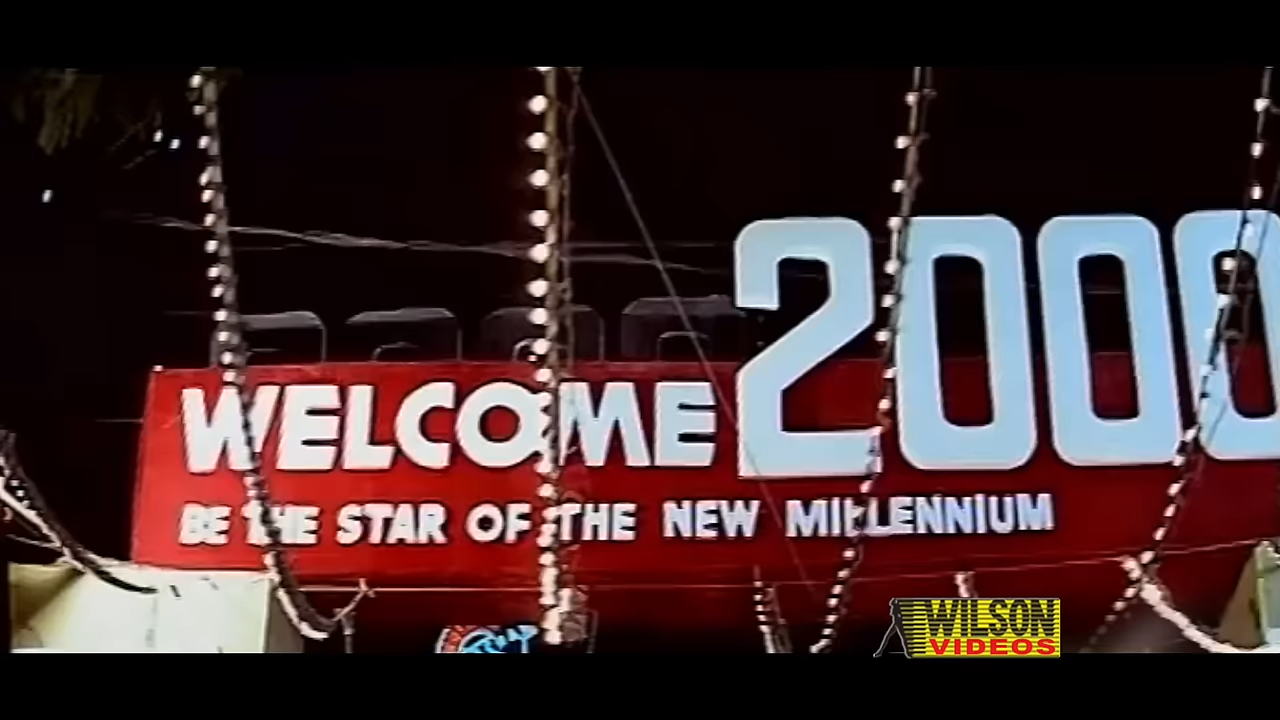 WELCOME 2000
BE THE STAR OF THE NEW MILLENNIUM
WILSON
VIDEOS